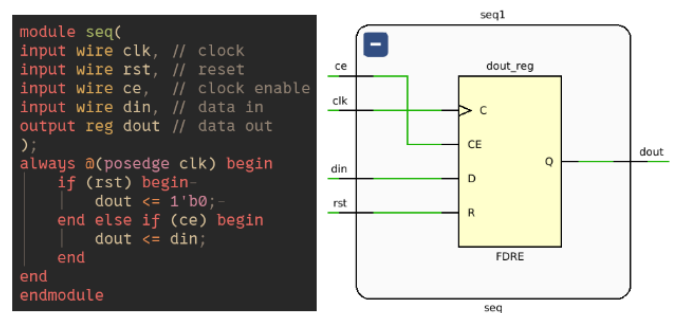 module seq(
input wire clk, // clock
input wire rst, // reset
input wire ce, // clock enable
input wire din, // data in
output reg dout // data out
);
always @(posedge clk) begin
if (rst) begin-
dout <= 1'b0;-
end else if (ce) begin
dout <= din;
end
end
endmodule
seq1
ce
dout_reg
clk
C
CE
din
D
Q
dout
rst
R
FDRE
seq